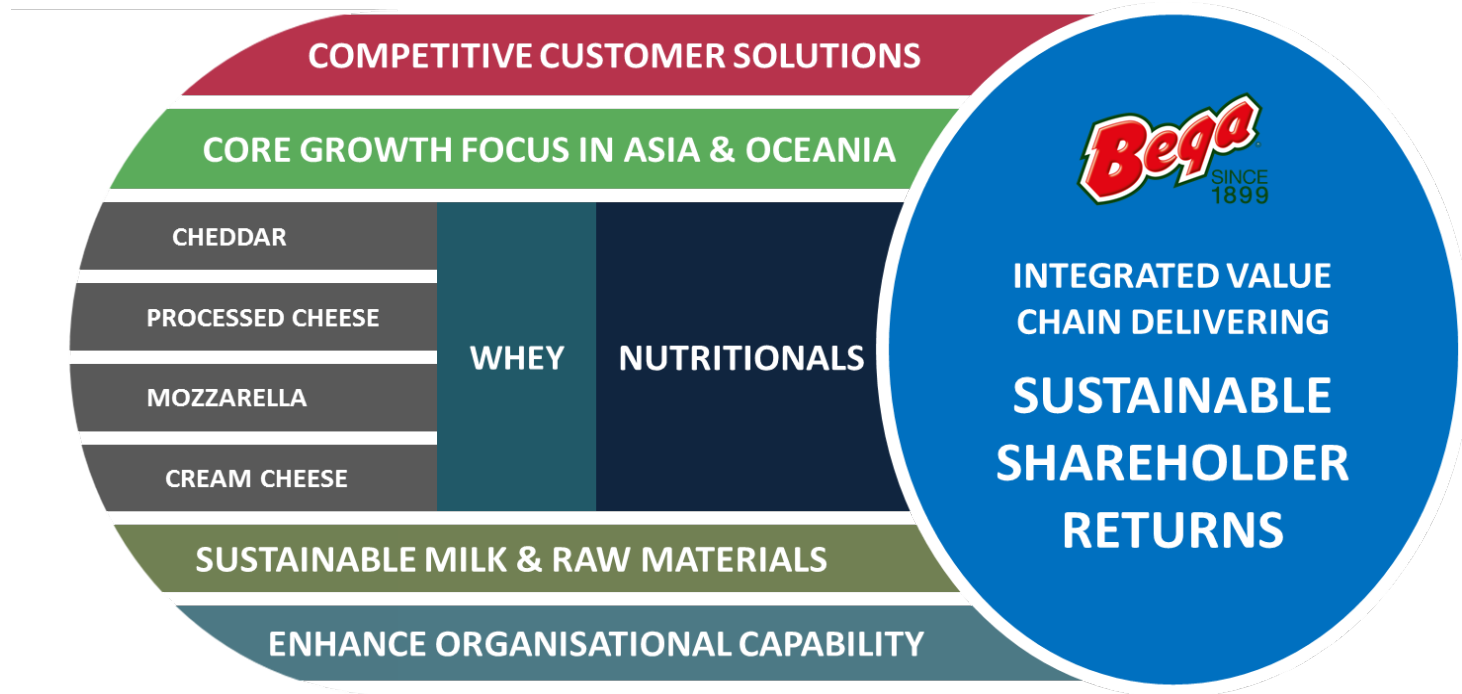 COMPETITIVE CUSTOMER SOLUTIONS
CORE GROWTH FOCUS IN ASIA & OCEANIA
CHEDDAR
PROCESSED CHEESE
MOZZARELLA
CREAM CHEESE
WHEY
NUTRITIONALS
SUSTAINABLE MILK & RAW MATERIALS
ENHANCE ORGANISATIONAL CAPABILITY
Bega
SINCE
1899
INTEGRATED VALUE
CHAIN DELIVERING
SUSTAINABLE
SHAREHOLDER
RETURNS